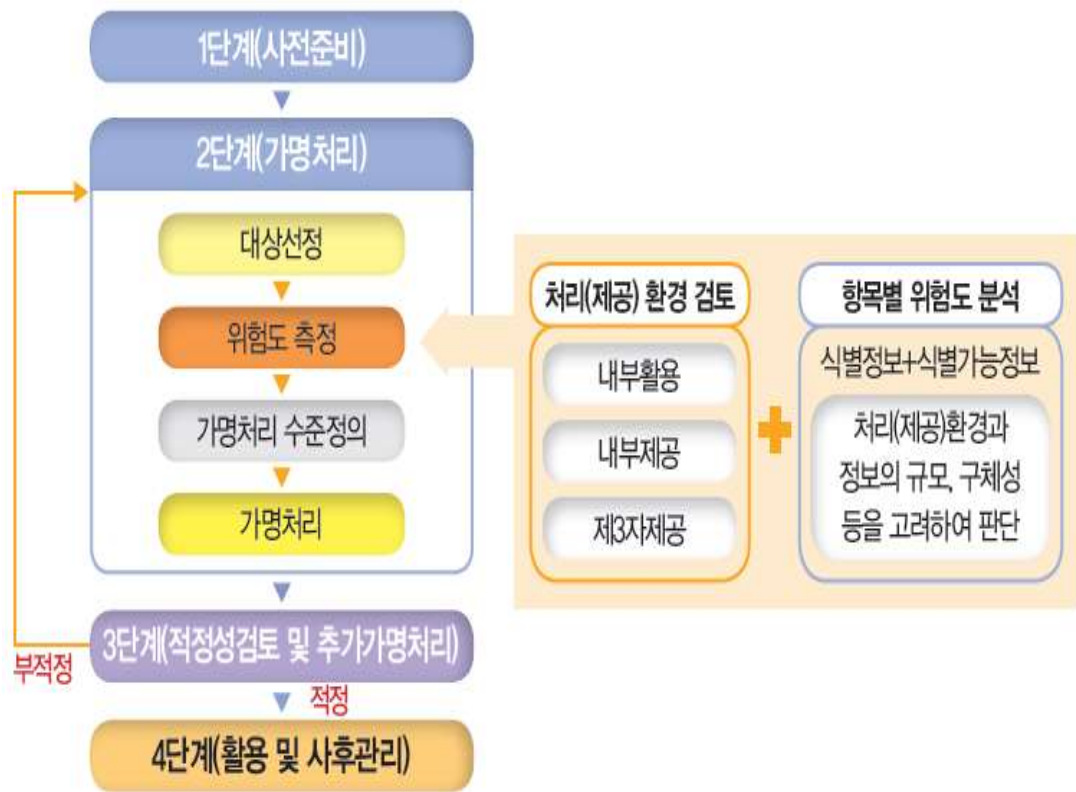 1단계(사전준비)
2단계(가명처리)
대상선정
위험도 측정
가명처리 수준정의
가명처리
처리(제공) 환경 검토
내부활용
내부제공
제3자제공
항목별 위험도 분석
식별정보+식별가능정보
처리(제공)환경과
정보의 규모, 구체성
등을 고려하여 판단
3단계(적정성검토 및 추가가명처리)
부적정
적정
4단계(활용 및 사후관리)